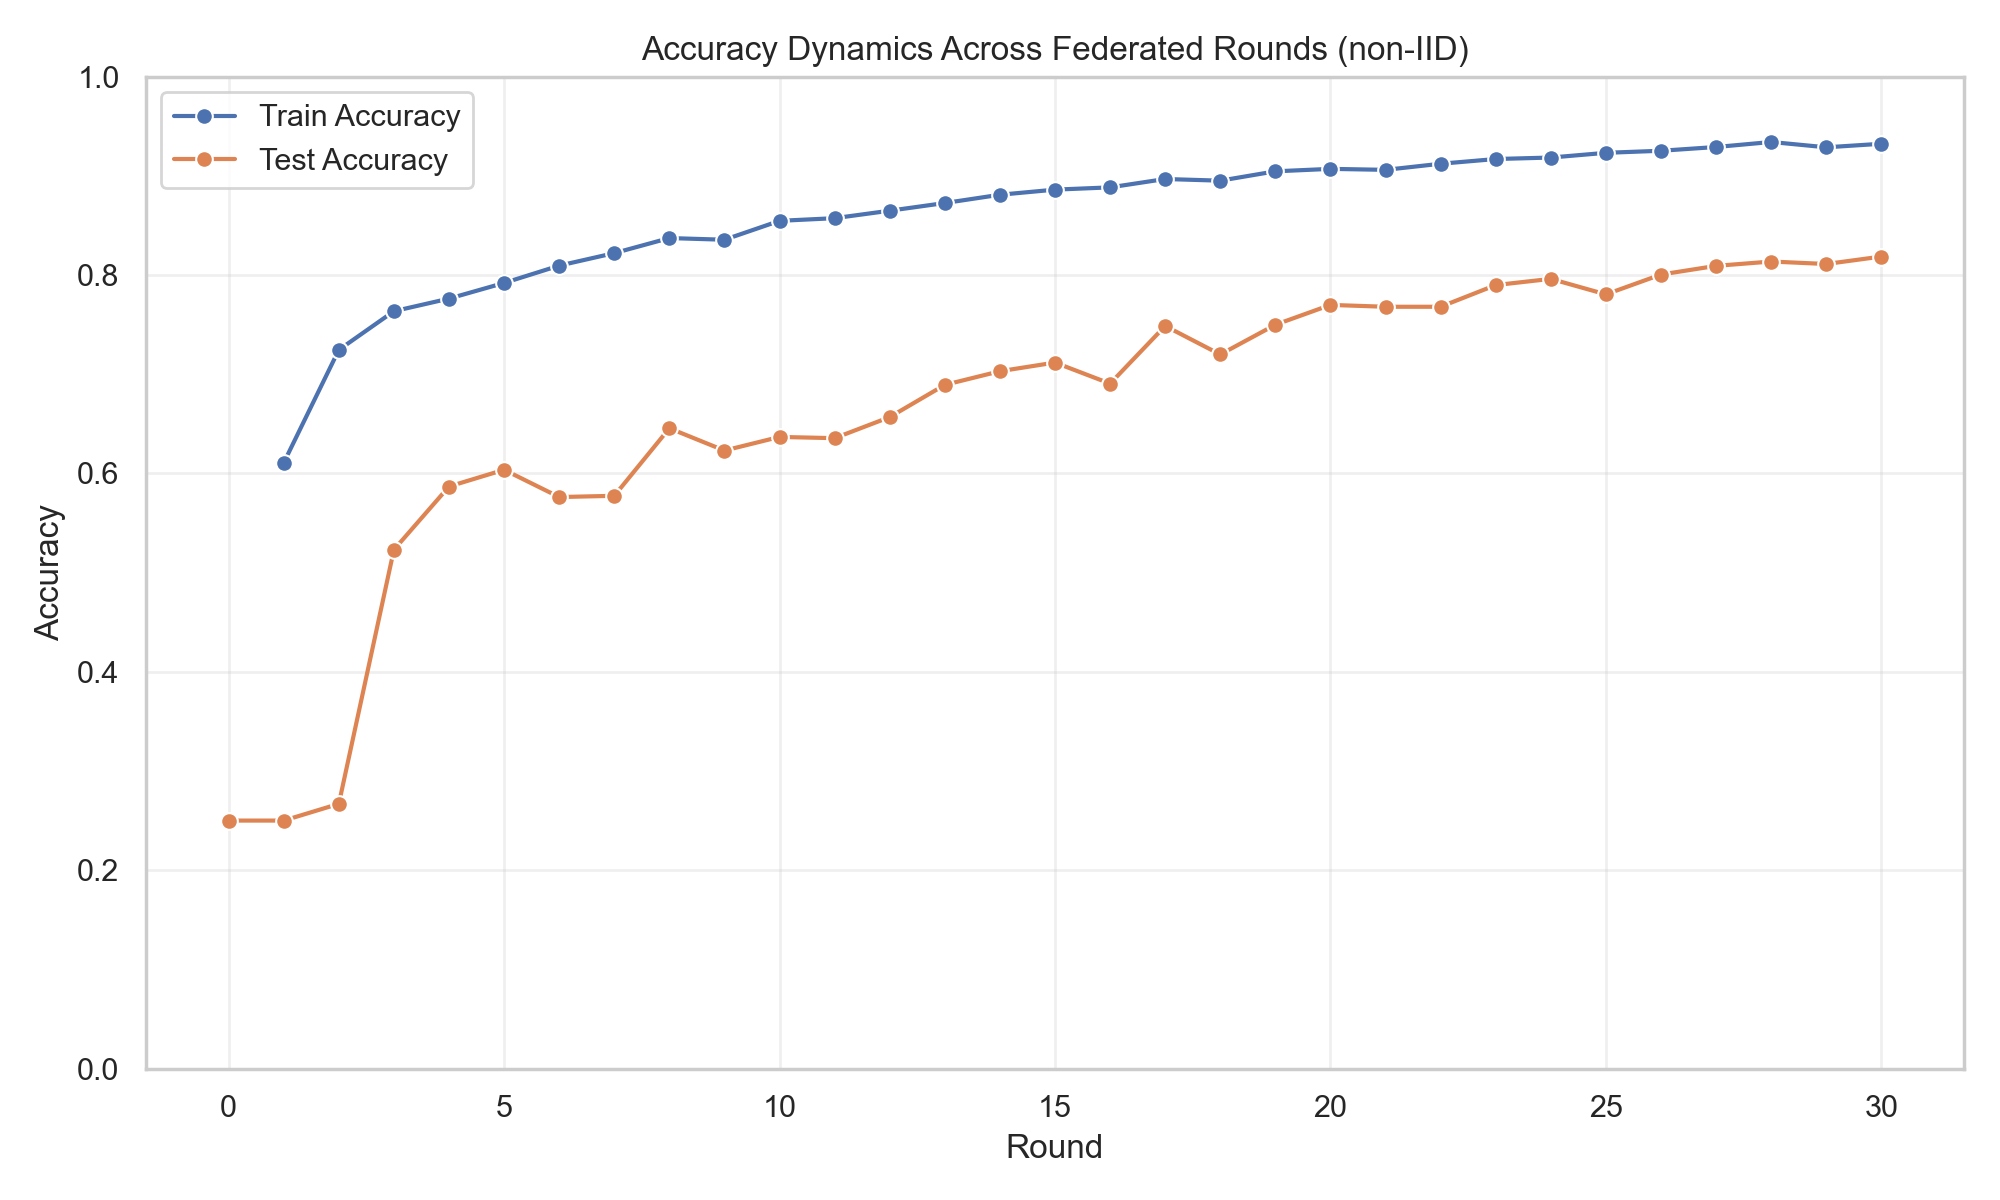 Accuracy Dynamics Across Federated Rounds (non-IID)
Train Accuracy
Test Accuracy
Accuracy
1.0
0.8
0.6
0.4
0.2
0.0
0 5 10 15 20 25 30
Round